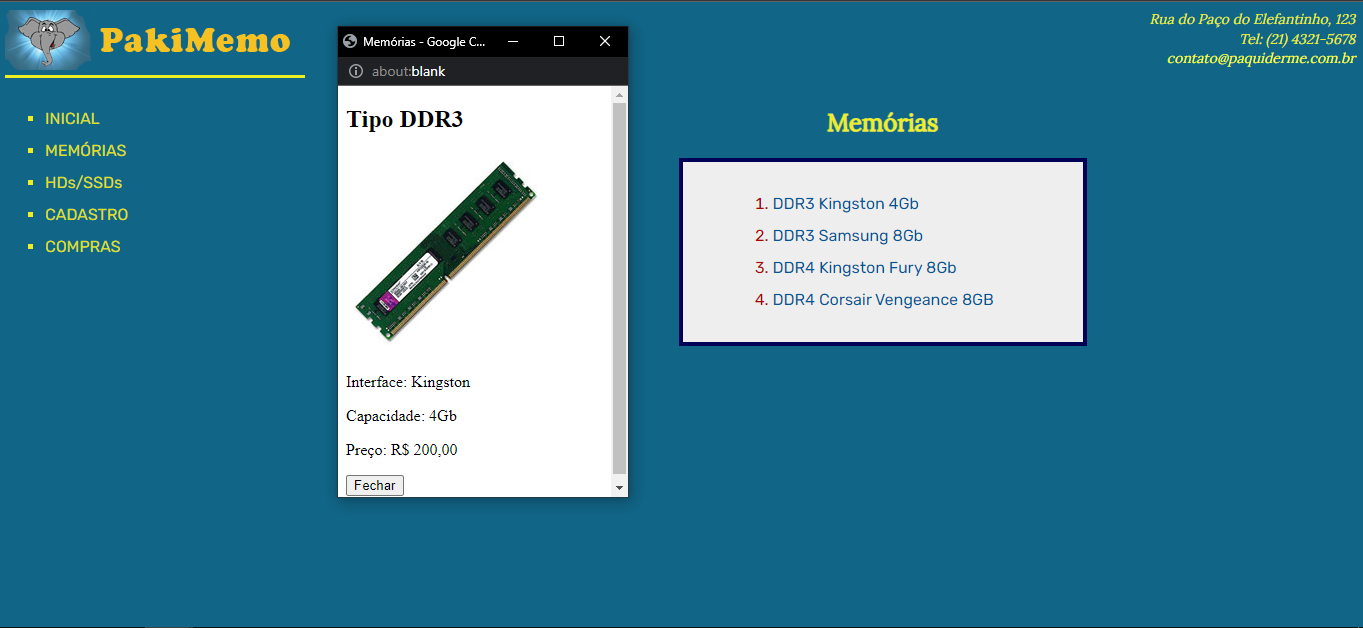 PakiMemo
Rua do Paço do Elefantinho, 123
Tel: (21) 4321-5678
contato@paquiderme.com.br
INICIAL
MEMÓRIAS
HDs/SSDs
CADASTRO
COMPRAS
Memórias - Google C...
about:blank
Tipo DDR3
Interface: Kingston
Capacidade: 4Gb
Preço: R$ 200,00
Fechar
Memórias
1. DDR3 Kingston 4Gb
2. DDR3 Samsung 8Gb
3. DDR4 Kingston Fury 8Gb
4. DDR4 Corsair Vengeance 8GB